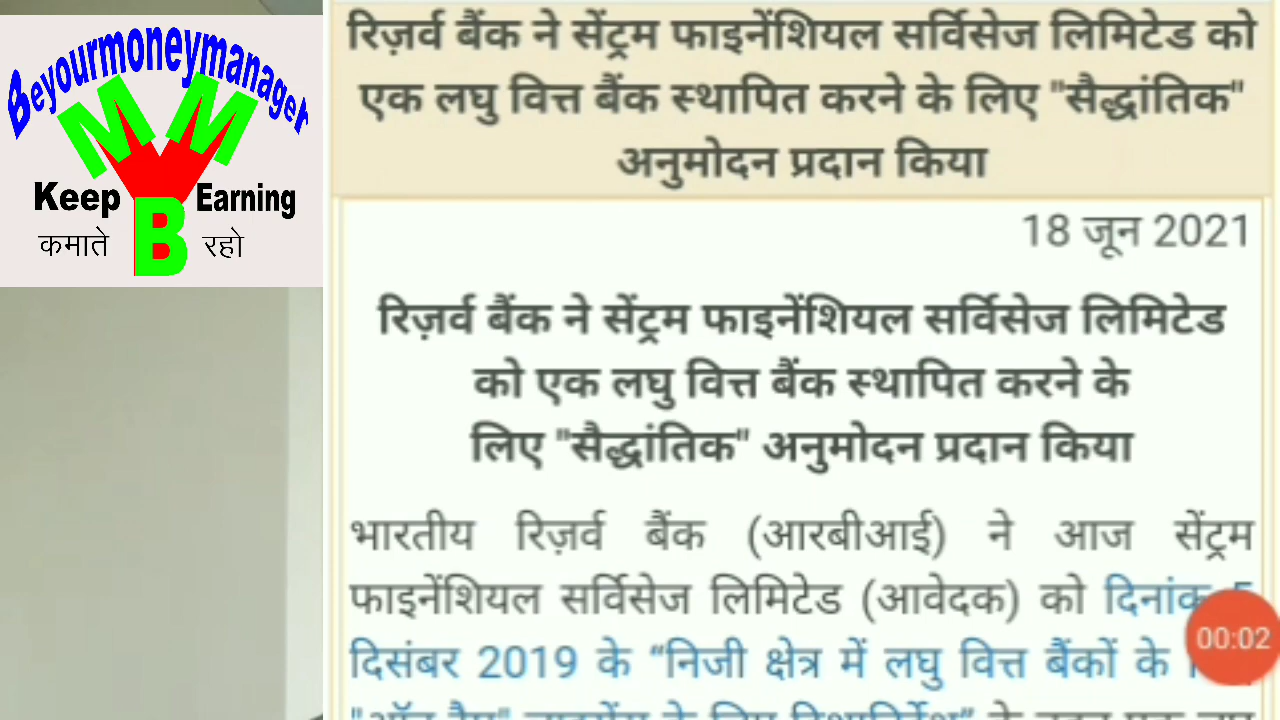 Beyourmoneymanager
MM
Keep B Earning
कमाते रहो
रिज़र्व बैंक ने सेंट्रम फाइनेंशियल सर्विसेज लिमिटेड को
एक लघु वित्त बैंक स्थापित करने के लिए "सैद्धांतिक"
अनुमोदन प्रदान किया
18 जून 2021
रिज़र्व बैंक ने सेंट्रम फाइनेंशियल सर्विसेज लिमिटेड
को एक लघु वित्त बैंक स्थापित करने के
लिए "सैद्धांतिक" अनुमोदन प्रदान किया
भारतीय रिज़र्व बैंक (आरबीआई) ने आज सेंट्रम
फाइनेंशियल सर्विसेज लिमिटेड (आवेदक) को दिनांक
दिसंबर 2019 के “निजी क्षेत्र में लघु वित्त बैंकों के
00:02